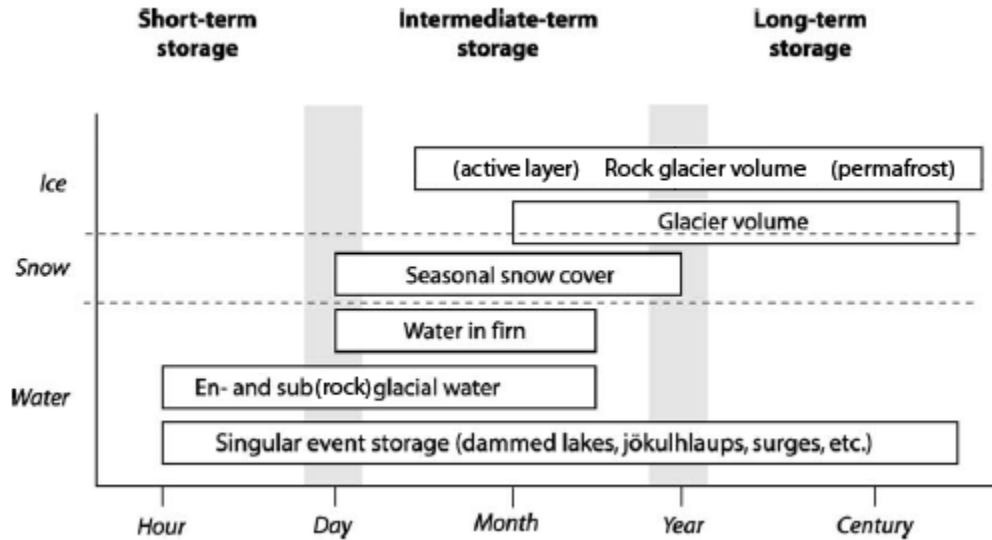 Short-term storage
Intermediate-term storage
Long-term storage
Ice
(active layer) Rock glacier volume (permafrost)
Glacier volume
Snow
Seasonal snow cover
Water in firn
Water
En- and sub(rock)glacial water
Singular event storage (dammed lakes, jökulhlaups, surges, etc.)
Hour Day Month Year Century